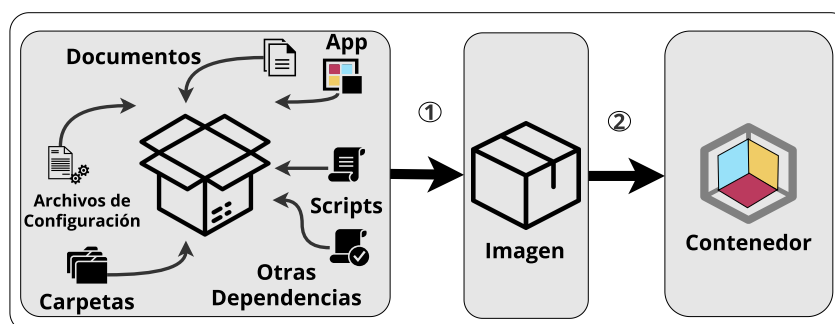 Documentos
App
Archivos de
Configuración
Scripts
Carpetas
Otras
Dependencias
1
Imagen
2
Contenedor